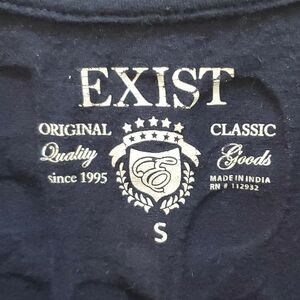 EXIST
ORIGINAL
Quality
since 1995
E
CLASSIC
Goods
MADE IN INDIA
RN # 112932
S